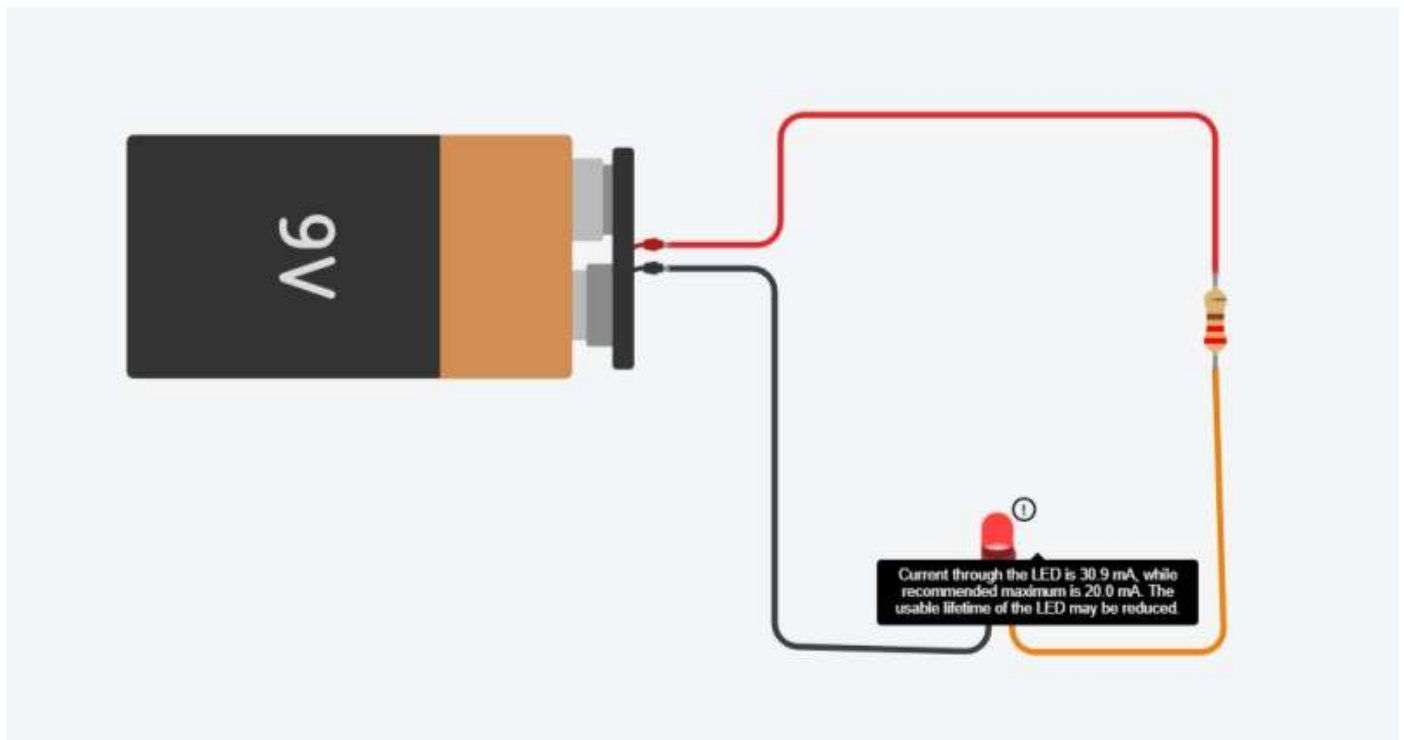 9V
Current through the LED is 30.9 mA, while
recommended maximum is 20.0 mA. The
usable lifetime of the LED may be reduced.